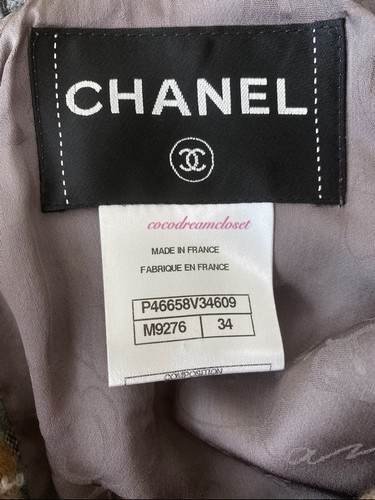 CHANEL
cocodreamcloset
MADE IN FRANCE
FABRIQUE EN FRANCE
P46658V34609
M9276 34
COMPOSITION